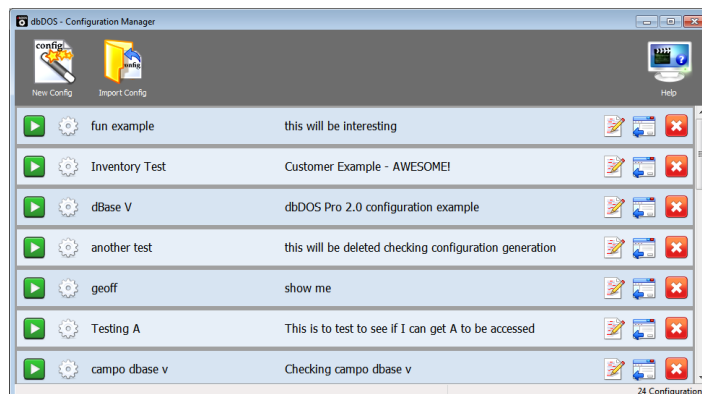 dbDOS - Configuration Manager
config
New Config
Import Config
Help
fun example this will be interesting
Inventory Test Customer Example - AWESOME!
dBase V dbDOS Pro 2.0 configuration example
another test this will be deleted checking configuration generation
geoff show me
Testing A This is to test to see if I can get A to be accessed
campo dbase v Checking campo dbase v
24 Configuration